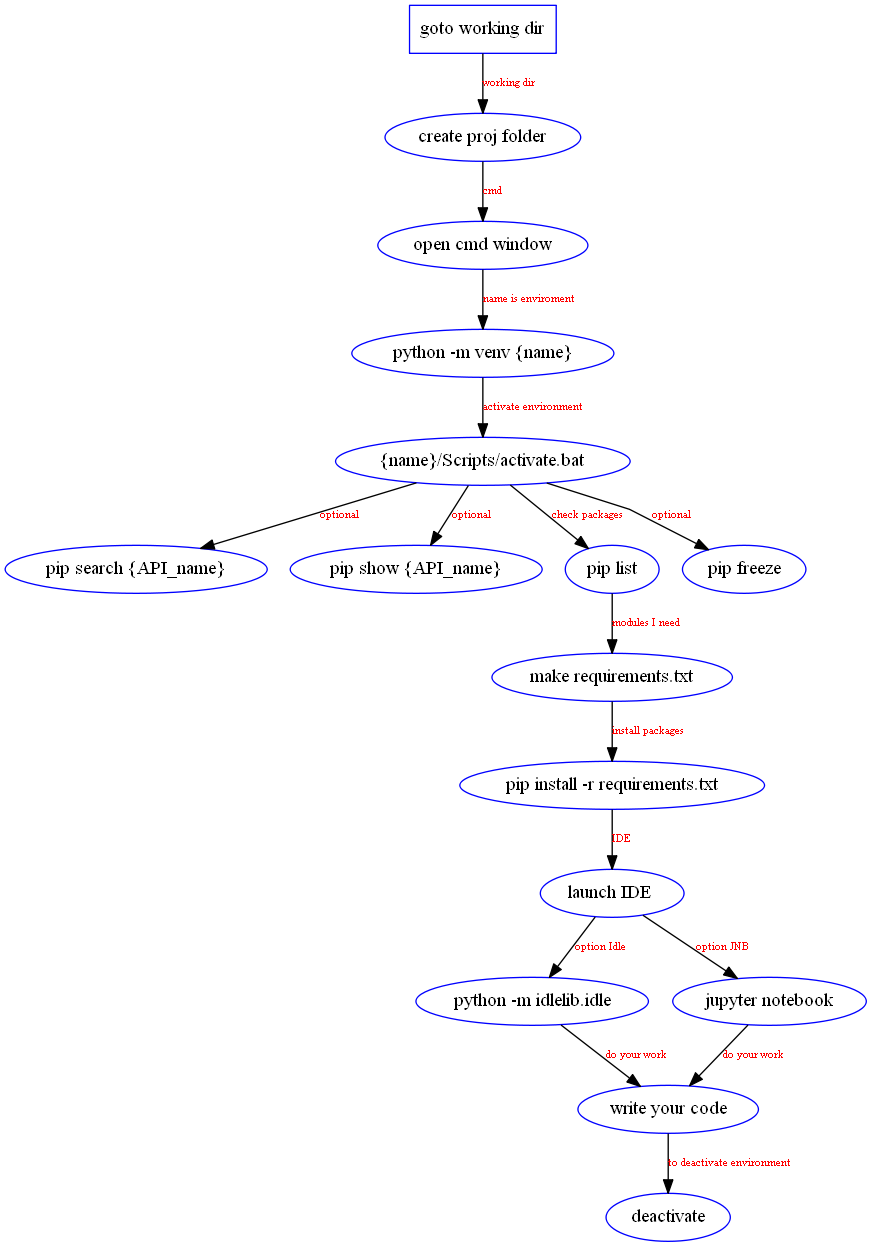 goto working dir
working dir
create proj folder
cmd
open cmd window
name is enviroment
python -m venv {name}
activate environment
{name}/Scripts/activate.bat
optional
optional
check packages
optional
pip search {API_name}
pip show {API_name}
pip list
pip freeze
modules I need
make requirements.txt
install packages
pip install -r requirements.txt
IDE
launch IDE
option Idle
option JNB
python -m idlelib.idle
jupyter notebook
do your work
do your work
write your code
to deactivate environment
deactivate